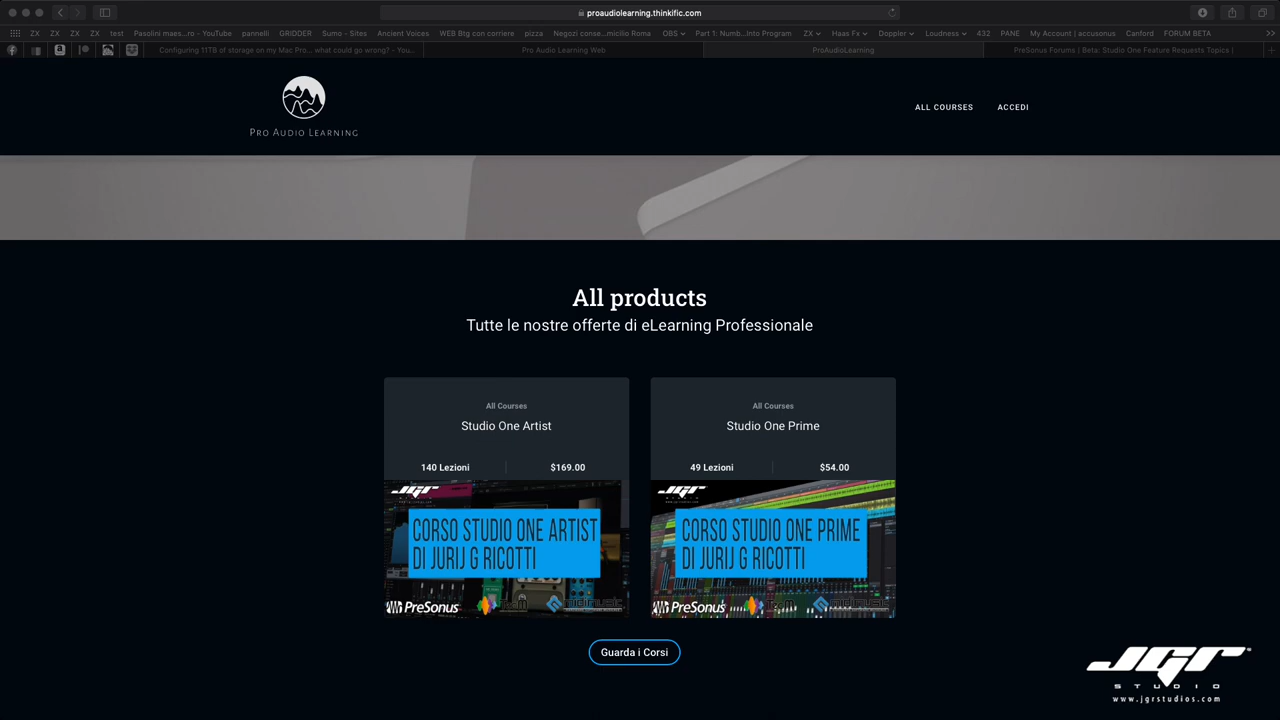 proaudiolearning.thinkific.com
ZX ZX ZX ZX test Pasolini maes....ro - YouTube pannelli GRIDDER Sumo - Sites Ancient Voices WEB Btg con corriere pizza Negozi conse....micilio Roma OBS Part 1: Numb...Into Program ZX Haas Fx Doppler Loudness 432 PANE My Account | accusonus Canford FORUM BETA
Configuring 11TB of storage on my Mac Pro... what could go wrong? - You... Pro Audio Learning Web ProAudioLearning PreSonus Forums | Beta: Studio One Feature Requests Topics |
ALL COURSES ACCEDI
PRO AUDIO LEARNING
All products
Tutte le nostre offerte di eLearning Professionale
All Courses
Studio One Artist
140 Lezioni $169.00
JGR
CORSO STUDIO ONE ARTIST
DI JURIJ G RICOTTI
PreSonus midimusic
All Courses
Studio One Prime
49 Lezioni $54.00
JGR
CORSO STUDIO ONE PRIME
DI JURIJ G RICOTTI
PreSonus midimusic
Guarda i Corsi
JGR
STUDIO
www.jgrstudios.com